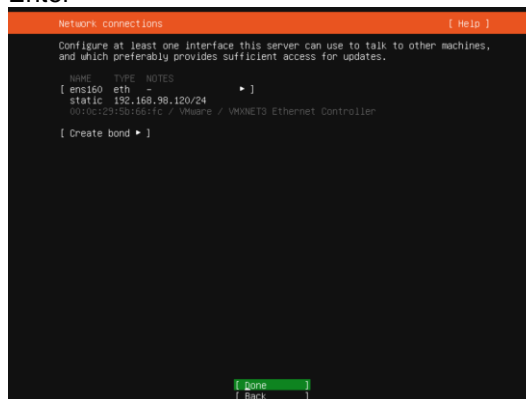 Enter
Network connections [ Help ]
Configure at least one interface this server can use to talk to other machines,
and which preferably provides sufficient access for updates.
NAME TYPE NOTES
[ ens160 eth - ▸ ]
static 192.168.98.120/24
00:0c:29:5b:66:fc / VMware / VMXNET3 Ethernet Controller
[ Create bond ▸ ]
[ Done ]
[ Back ]